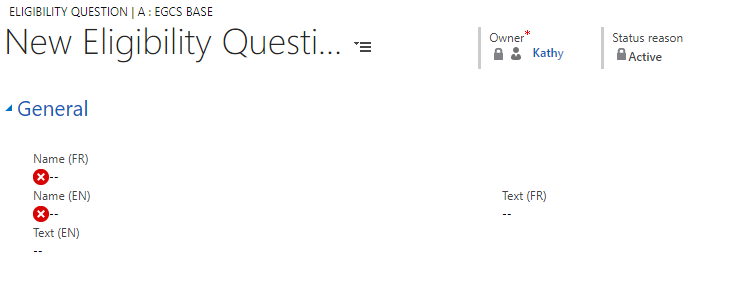 ELIGIBILITY QUESTION | A : EGCS BASE
New Eligibility Questi...
Owner*
Kathy
Status reason
Active
General
Name (FR)
--
Name (EN)
--
Text (FR)
--
Text (EN)
--